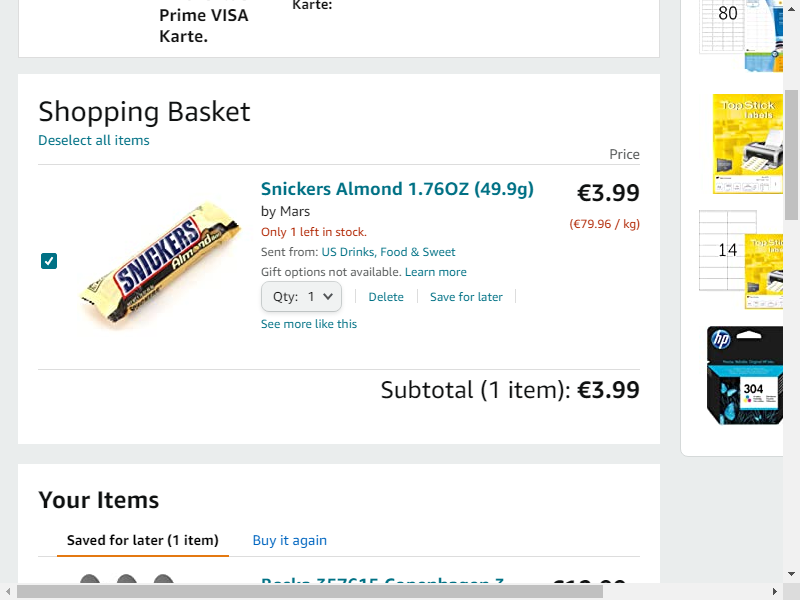 Prime VISA
Karte.
Karte:
80
TopStick
labels
Shopping Basket
Deselect all items
Price
Snickers Almond 1.76OZ (49.9g)
€3.99
by Mars
(€79.96 / kg)
Only 1 left in stock.
Sent from: US Drinks, Food & Sweet
Gift options not available. Learn more
Qty: 1
Delete
Save for later
See more like this
SNICKERS
Almond
14
hp
304
Subtotal (1 item): €3.99
Your Items
Saved for later (1 item)
Buy it again